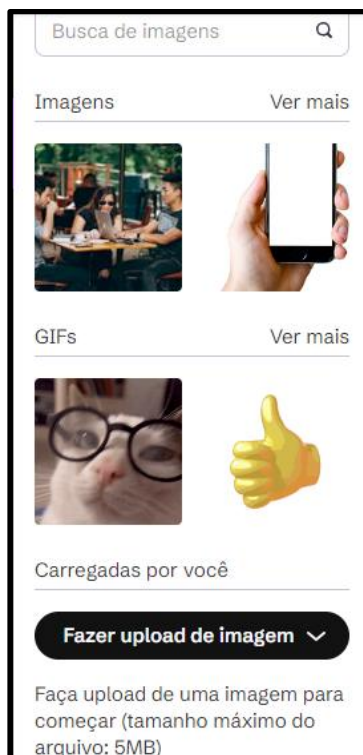 Busca de imagens
Imagens Ver mais
GIFs Ver mais
Carregadas por você
Fazer upload de imagem
Faça upload de uma imagem para
começar (tamanho máximo do
arquivo: 5MB)